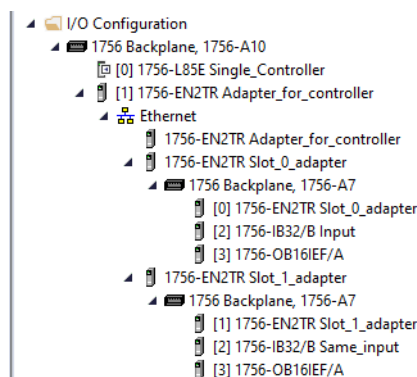 I/O Configuration
1756 Backplane, 1756-A10
[0] 1756-L85E Single_Controller
[1] 1756-EN2TR Adapter_for_controller
Ethernet
1756-EN2TR Adapter_for_controller
1756-EN2TR Slot_0_adapter
1756 Backplane, 1756-A7
[0] 1756-EN2TR Slot_0_adapter
[2] 1756-IB32/B Input
[3] 1756-OB16IEF/A
1756-EN2TR Slot_1_adapter
1756 Backplane, 1756-A7
[1] 1756-EN2TR Slot_1_adapter
[2] 1756-IB32/B Same_input
[3] 1756-OB16IEF/A